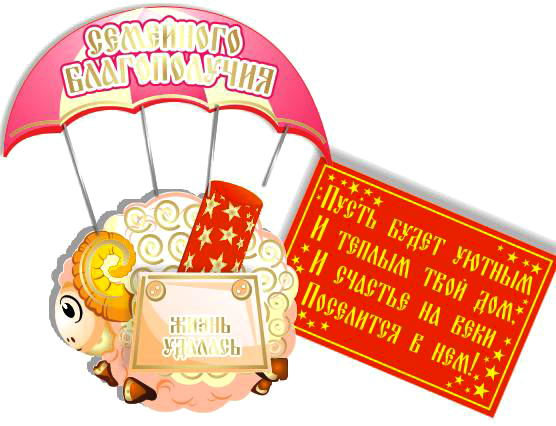 СЕМЕЙНОГО
БЛАГОПОЛУЧИЯ
ЖИЗНЬ
УДАЛАСЬ
ПУСТЬ БУДЕТ УЮТНЫМ
И ТЕПЛЫМ ТВОЙ ДОМ,
И СЧАСТЬЕ НА ВЕКИ
ПОСЕЛИТСЯ В НЕМ!